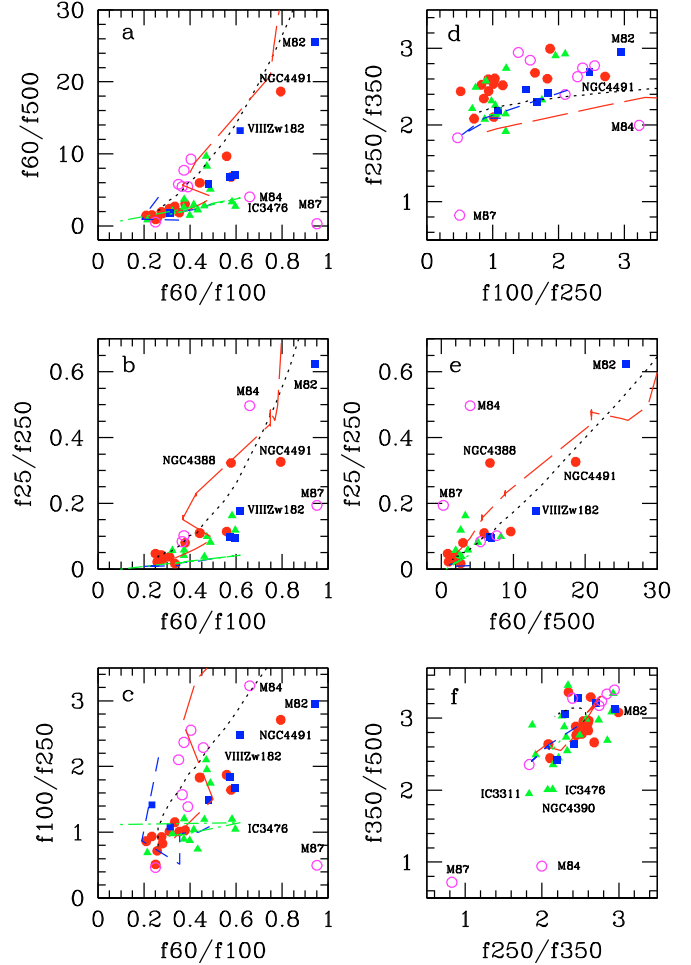 a
f60/f500
30
20
10
0
M82
NGC4491
VIIIZw182
M84
M87
IC3476
0 0.2 0.4 0.6 0.8 1
f60/f100
d
f250/f350
4
3
2
1
M82
NGC4491
M84
M87
1 2 3
f100/f250
b
f25/f250
0.6
0.4
0.2
0
M82
M84
NGC4388
NGC4491
VIIIZw182
M87
0 0.2 0.4 0.6 0.8 1
f60/f100
e
f25/f250
0.6
0.4
0.2
0
M82
M84
NGC4388
NGC4491
M87
VIIIZw182
0 10 20 30
f60/f500
c
f100/f250
3
2
1
0
M84
M82
NGC4491
VIIIZw182
IC3476
M87
0 0.2 0.4 0.6 0.8 1
f60/f100
f
f350/f500
3
2
1
M82
IC3311
IC3476
NGC4390
M87
M84
1 2 3
f250/f350